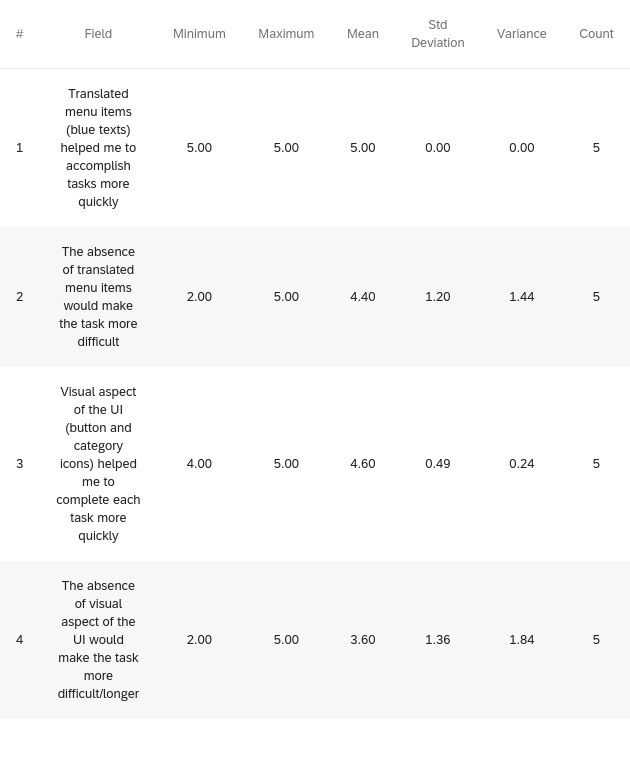 # Field Minimum Maximum Mean Std Deviation Variance Count
1 Translated menu items (blue texts) helped me to accomplish tasks more quickly 5.00 5.00 5.00 0.00 0.00 5
2 The absence of translated menu items would make the task more difficult 2.00 5.00 4.40 1.20 1.44 5
3 Visual aspect of the UI (button and category icons) helped me to complete each task more quickly 4.00 5.00 4.60 0.49 0.24 5
4 The absence of visual aspect of the UI would make the task more difficult/longer 2.00 5.00 3.60 1.36 1.84 5